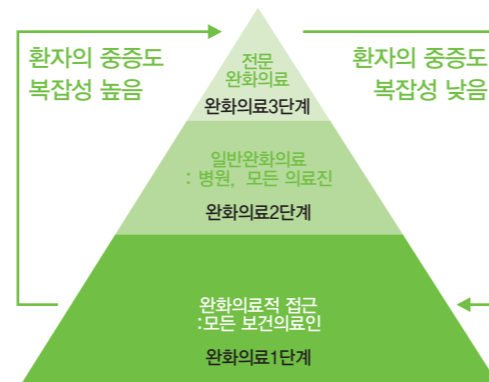 환자의 중증도
복잡성 높음
환자의 중증도
복잡성 낮음
전문
완화의료
완화의료3단계
일반완화의료
: 병원, 모든 의료진
완화의료2단계
완화의료적 접근
:모든 보건의료인
완화의료1단계